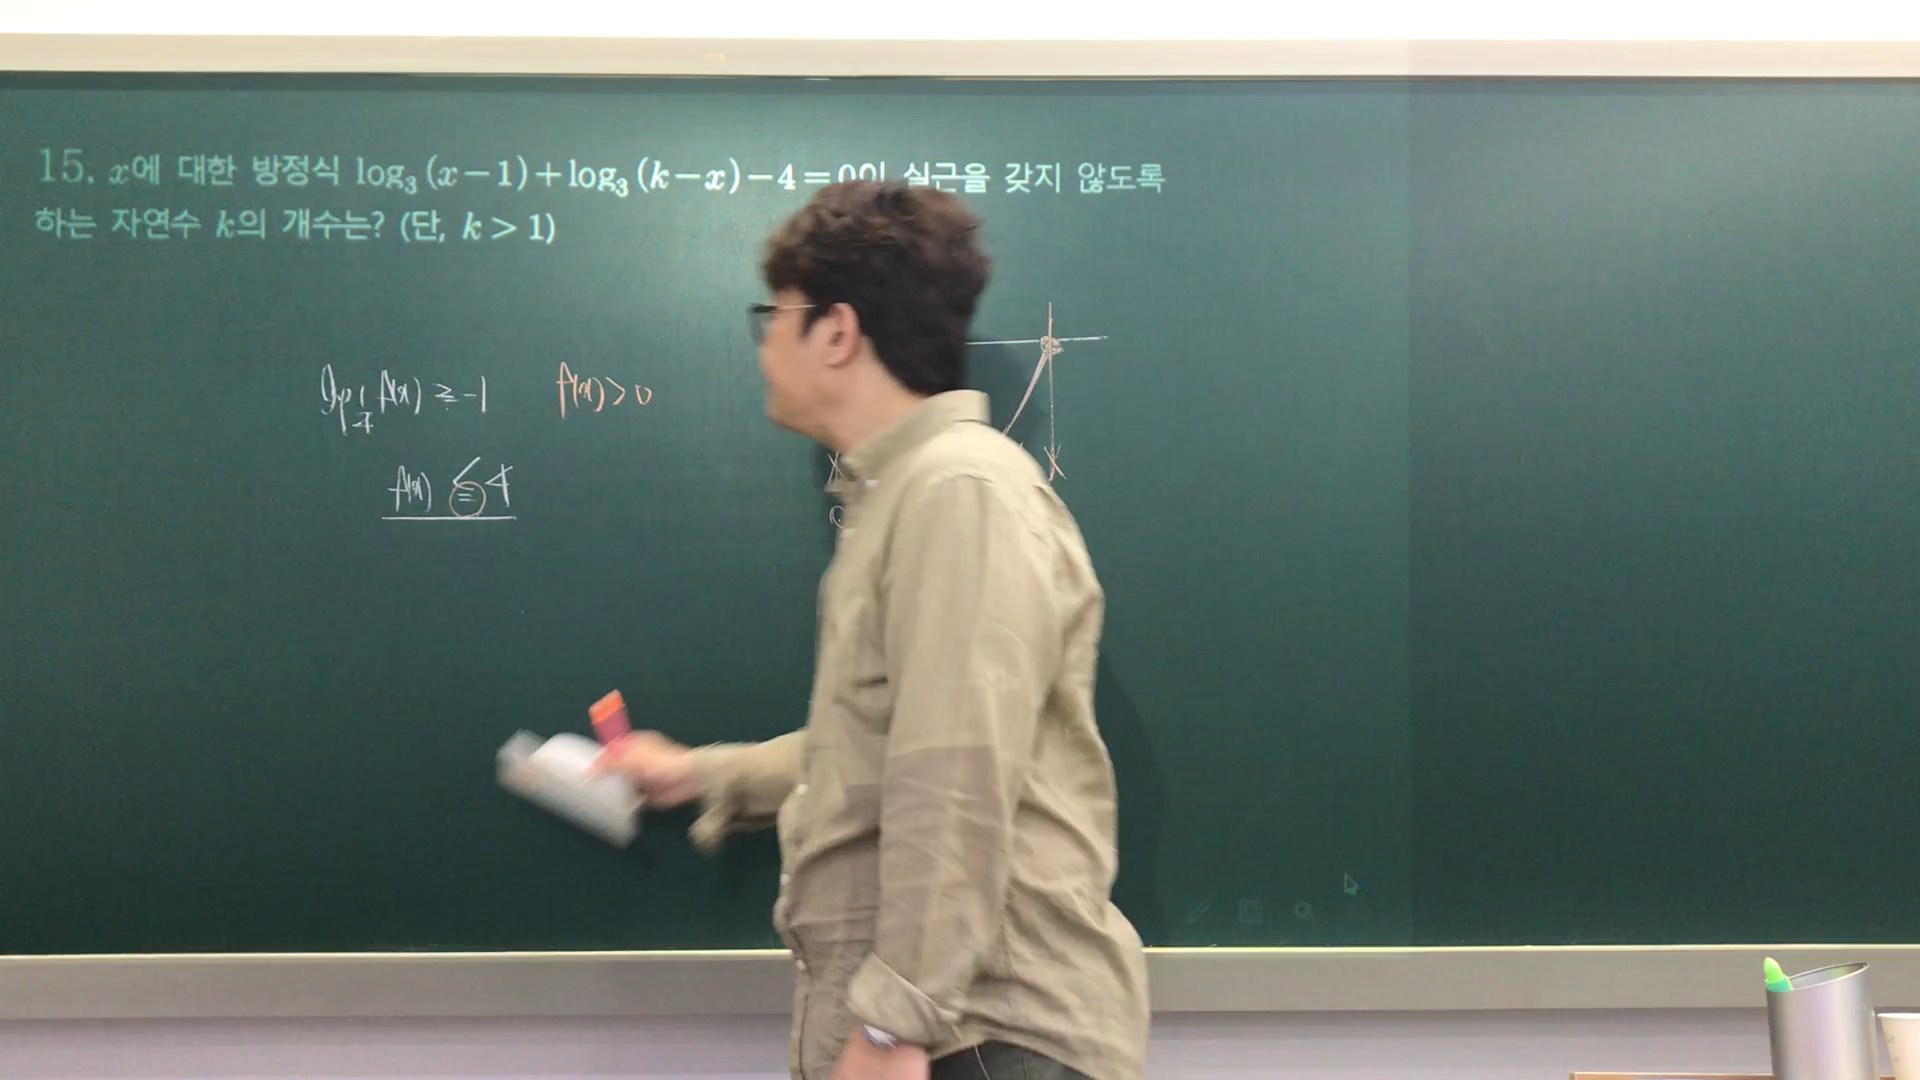 15. x에 대한 방정식 log₃(x−1)+log₃(k−x)−4=0이 실근을 갖지 않도록
하는 자연수 k의 개수는? (단, k>1)
f(x) ≥ -1 f(x) > 0
f(x) ≤ 4